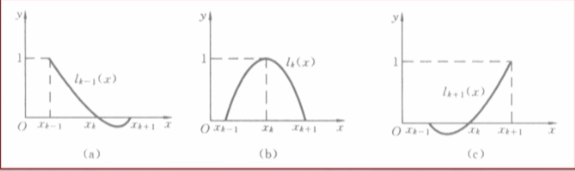 y
1
l_{k-1}(x)
O x_{k-1} x_k x_{k+1} x
(a)
y
1
l_k(x)
O x_{k-1} x_k x_{k+1} x
(b)
y
1
l_{k+1}(x)
O x_{k-1} x_k x_{k+1} x
(c)